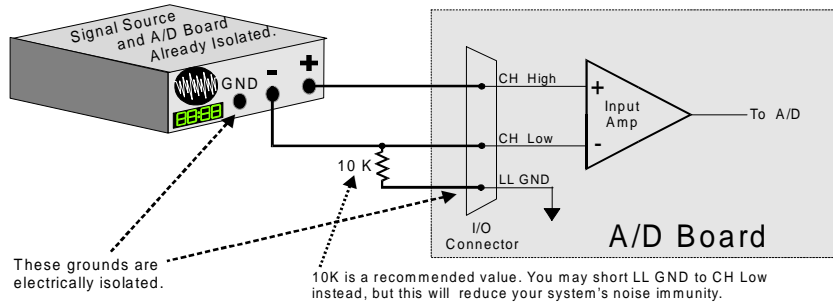 Signal Source
and A/D Board
Already Isolated.
GND
-
+
88:88
CH High
+
Input
Amp
To A/D
CH Low
-
10 K
LL GND
I/O
Connector
A/D Board
These grounds are
electrically isolated.
10K is a recommended value. You may short LL GND to CH Low
instead, but this will reduce your system's noise immunity.